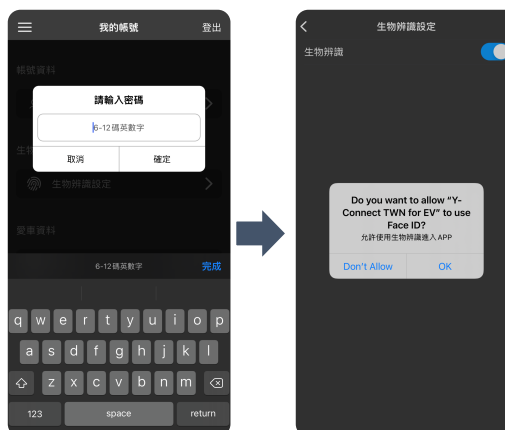 我的帳號
登出
帳號資料
請輸入密碼
6-12碼英數字
取消
確定
生物辨識設定
愛車資料
6-12碼英數字
完成
q w e r t y u i o p
a s d f g h j k l
z x c v b n m
123
space
return
生物辨識設定
生物辨識
Do you want to allow “Y-
Connect TWN for EV” to use
Face ID?
允許使用生物辨識進入APP
Don't Allow
OK